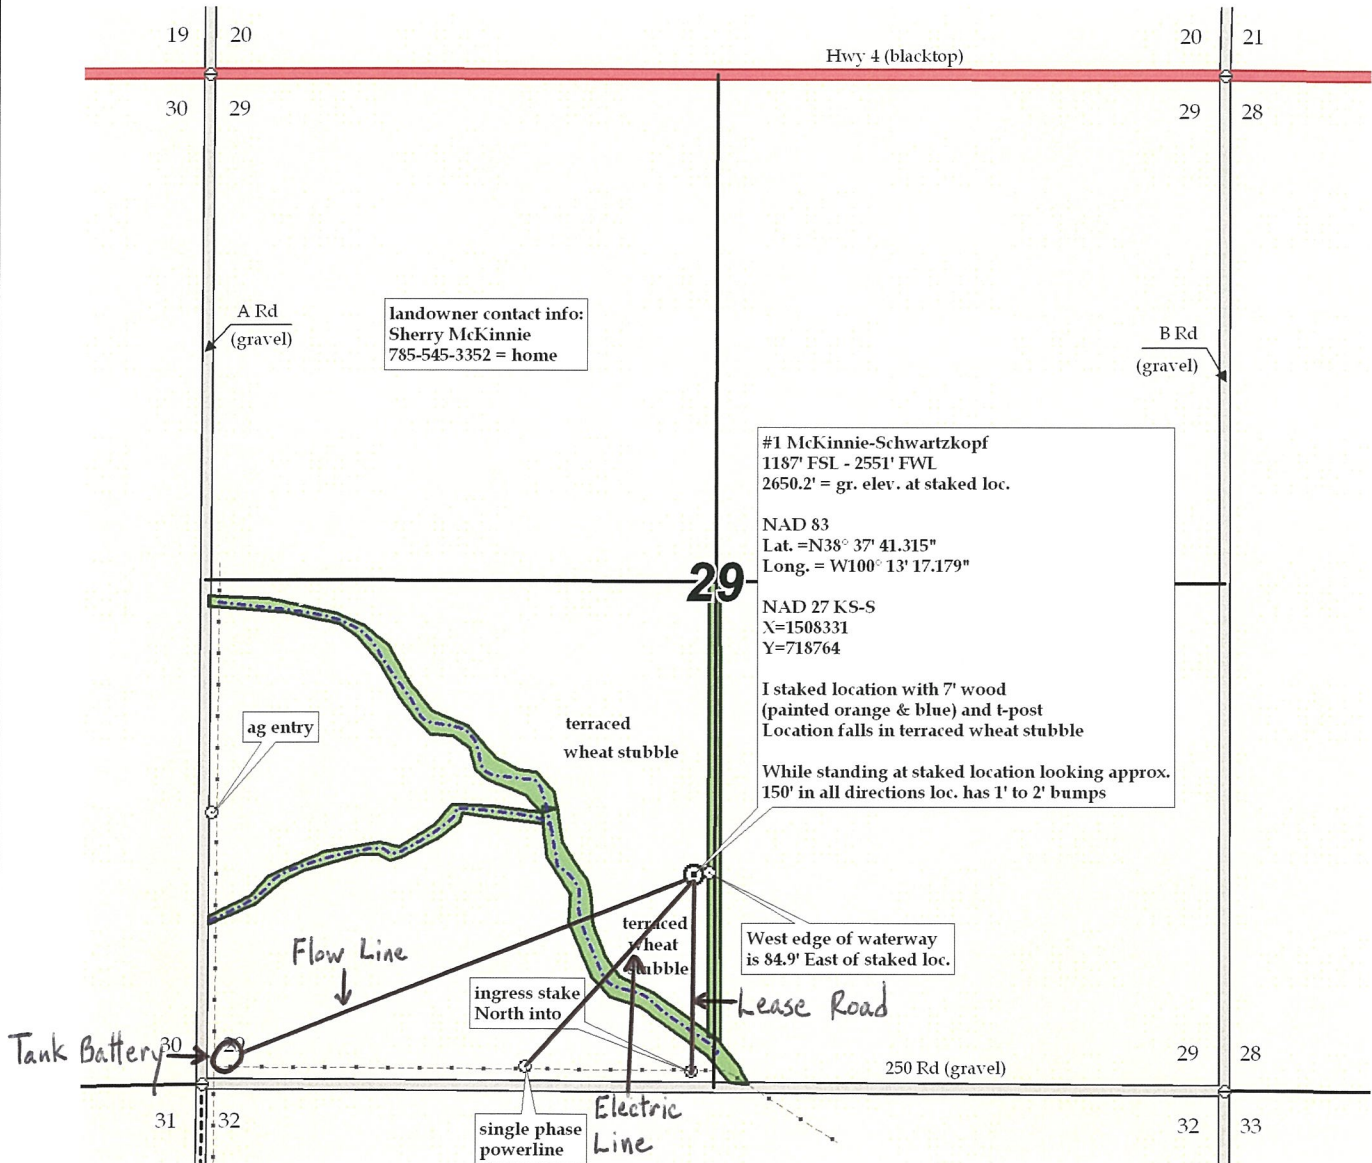 19 20
20 21
Hwy 4 (blacktop)
30 29
29 28
A Rd
(gravel)
landowner contact info:
Sherry McKinnie
785-545-3352 = home
B Rd
(gravel)
#1 McKinnie-Schwartzkopf
1187' FSL - 2551' FWL
2650.2' = gr. elev. at staked loc.
NAD 83
Lat. =N38° 37' 41.315"
Long. = W100° 13' 17.179"
NAD 27 KS-S
X=1508331
Y=718764
I staked location with 7' wood
(painted orange & blue) and t-post
Location falls in terraced wheat stubble
While standing at staked location looking approx.
150' in all directions loc. has 1' to 2' bumps
29
ag entry
terraced
wheat stubble
terraced
wheat
stubble
West edge of waterway
is 84.9' East of staked loc.
Flow Line
ingress stake
North into
Lease Road
Tank Battery
30 29
29 28
250 Rd (gravel)
31 32
32 33
single phase
powerline
Electric
Line